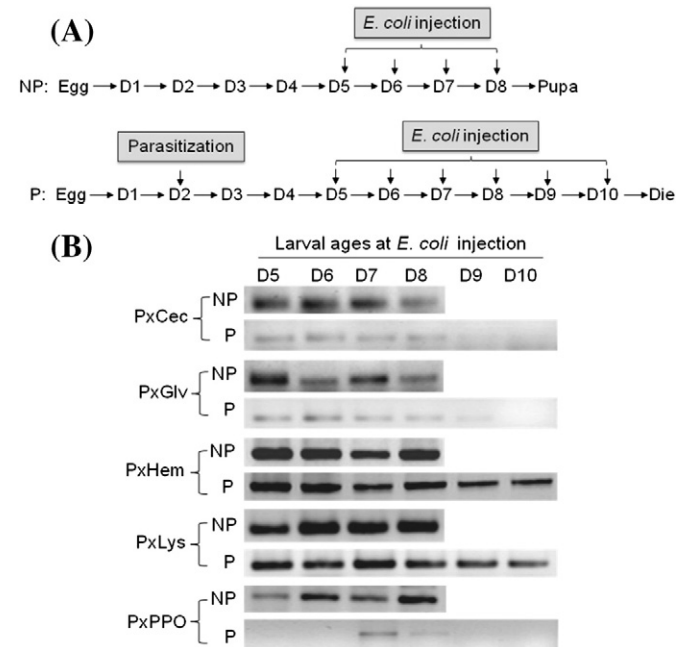 (A)
E. coli injection
NP: Egg → D1 → D2 → D3 → D4 → D5 → D6 → D7 → D8 → Pupa
Parasitization
E. coli injection
P: Egg → D1 → D2 → D3 → D4 → D5 → D6 → D7 → D8 → D9 → D10 → Die
(B)
Larval ages at E. coli injection
D5 D6 D7 D8 D9 D10
PxCec
NP
P
PxGlv
NP
P
PxHem
NP
P
PxLys
NP
P
PxPPO
NP
P